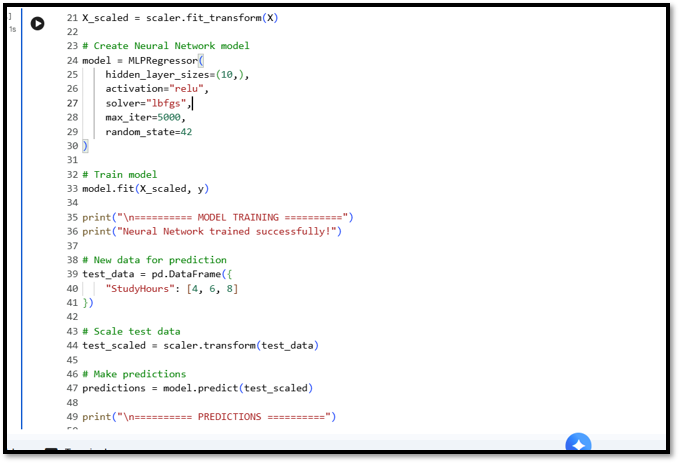 ]
1s
21 X_scaled = scaler.fit_transform(X)
22
23 # Create Neural Network model
24 model = MLPRegressor(
25     hidden_layer_sizes=(10,),
26     activation="relu",
27     solver="lbfgs",
28     max_iter=5000,
29     random_state=42
30 )
31
32 # Train model
33 model.fit(X_scaled, y)
34
35 print("\n========== MODEL TRAINING ==========")
36 print("Neural Network trained successfully!")
37
38 # New data for prediction
39 test_data = pd.DataFrame({
40     "StudyHours": [4, 6, 8]
41 })
42
43 # Scale test data
44 test_scaled = scaler.transform(test_data)
45
46 # Make predictions
47 predictions = model.predict(test_scaled)
48
49 print("\n========== PREDICTIONS ==========")